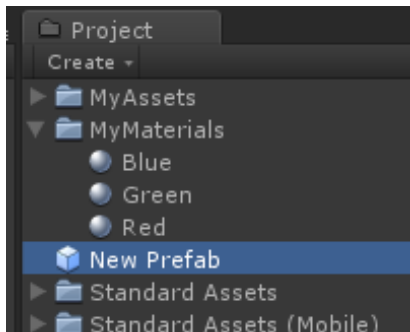 Project
Create
MyAssets
MyMaterials
Blue
Green
Red
New Prefab
Standard Assets
Standard Assets (Mobile)